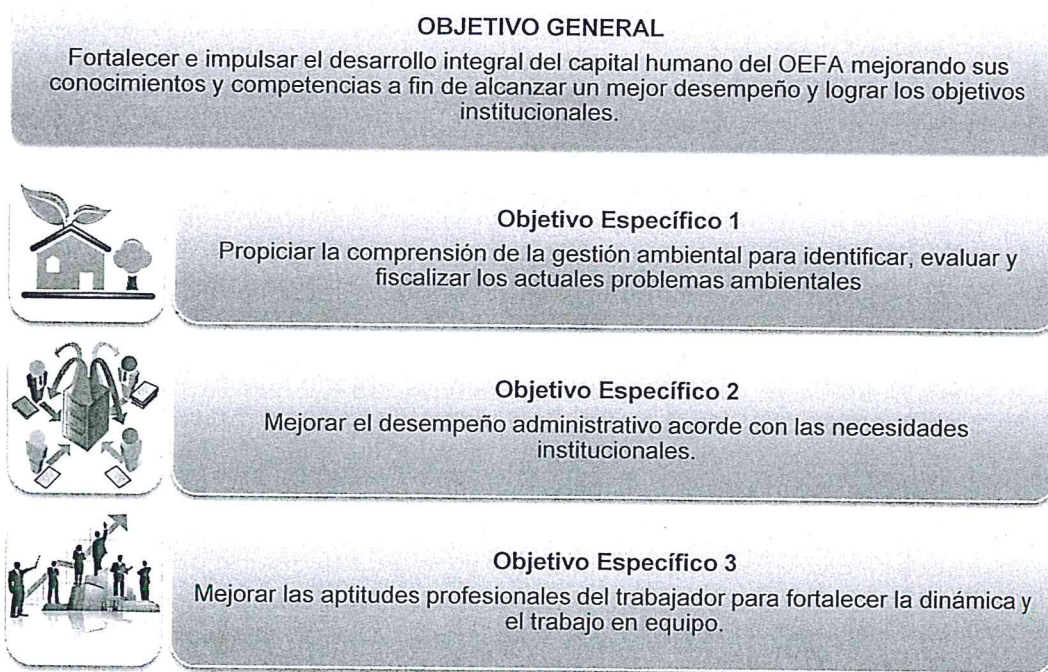 OBJETIVO GENERAL
Fortalecer e impulsar el desarrollo integral del capital humano del OEFA mejorando sus
conocimientos y competencias a fin de alcanzar un mejor desempeño y lograr los objetivos
institucionales.
Objetivo Específico 1
Propiciar la comprensión de la gestión ambiental para identificar, evaluar y
fiscalizar los actuales problemas ambientales
Objetivo Específico 2
Mejorar el desempeño administrativo acorde con las necesidades
institucionales.
Objetivo Específico 3
Mejorar las aptitudes profesionales del trabajador para fortalecer la dinámica y
el trabajo en equipo.